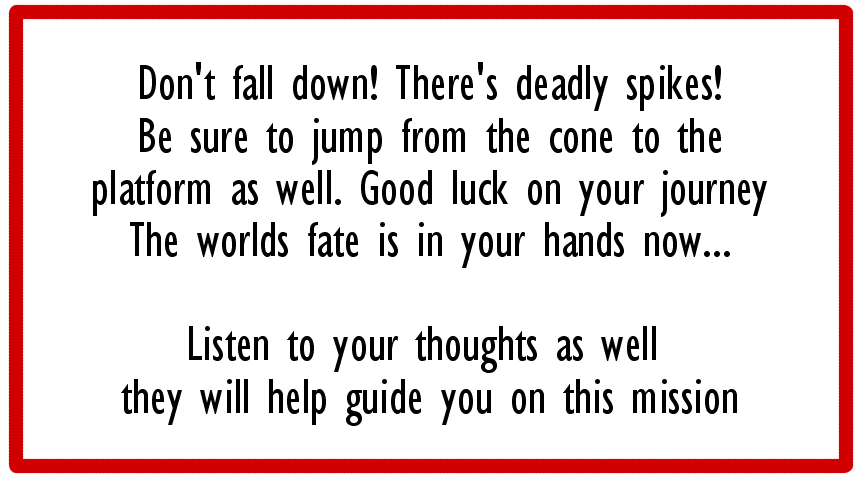 Don't fall down! There's deadly spikes!
Be sure to jump from the cone to the
platform as well. Good luck on your journey
The worlds fate is in your hands now...
Listen to your thoughts as well
they will help guide you on this mission